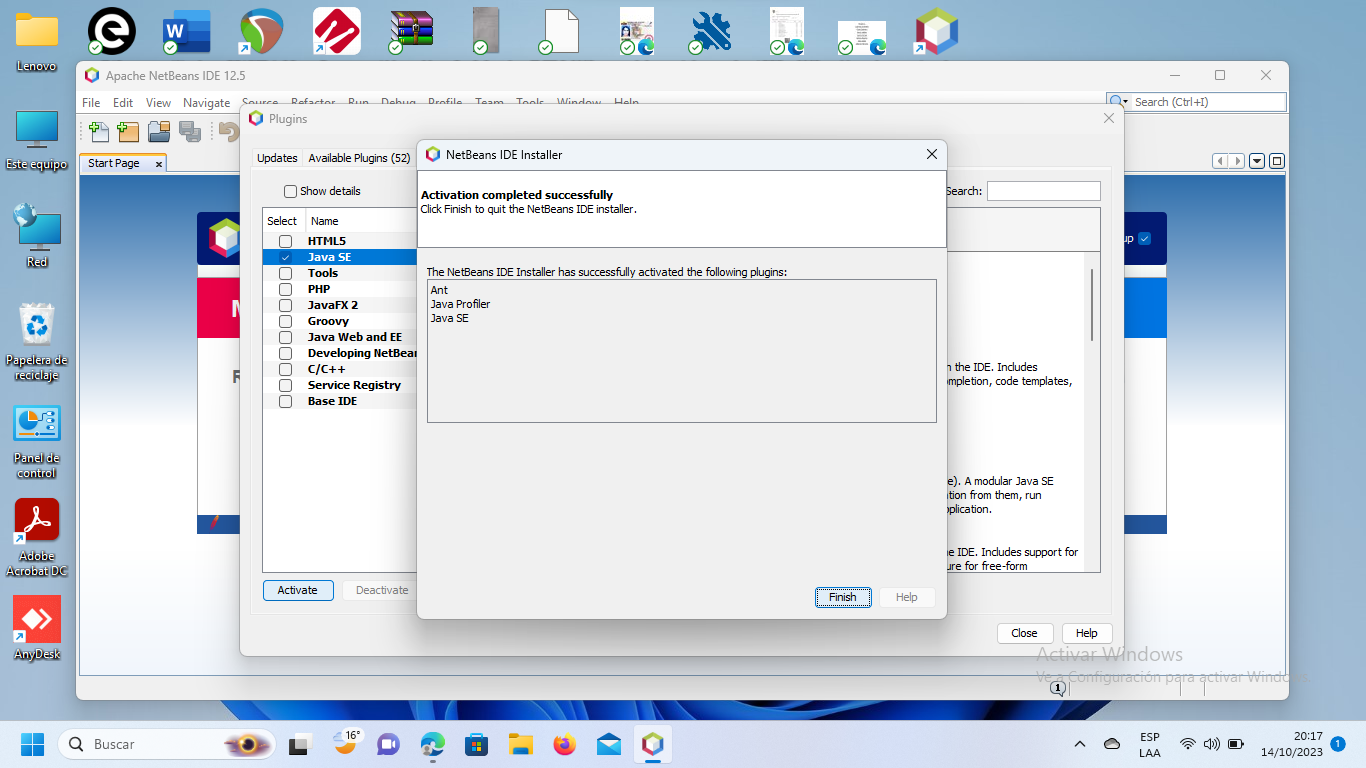 Lenovo
Este equipo
Red
Papelera de
reciclaje
Panel de
control
Adobe
Acrobat DC
AnyDesk
Apache NetBeans IDE 12.5
File Edit View Navigate Source Refactor Run Debug Profile Team Tools Window Help
Search (Ctrl+I)
Start Page
Plugins
Updates Available Plugins (52)
Show details
Search:
Select Name
HTML5
Java SE
Tools
PHP
JavaFX 2
Groovy
Java Web and EE
Developing NetBean
C/C++
Service Registry
Base IDE
Activate Deactivate
NetBeans IDE Installer
Activation completed successfully
Click Finish to quit the NetBeans IDE installer.
The NetBeans IDE Installer has successfully activated the following plugins:
Ant
Java Profiler
Java SE
Finish Help
the IDE. Includes
code templates,
A modular Java SE
from them, run
IDE. Includes support for
for free-form
Close Help
Activar Windows
Ve a Configuración para activar Windows.
1
Buscar
16°
ESP
LAA
20:17
14/10/2023
1